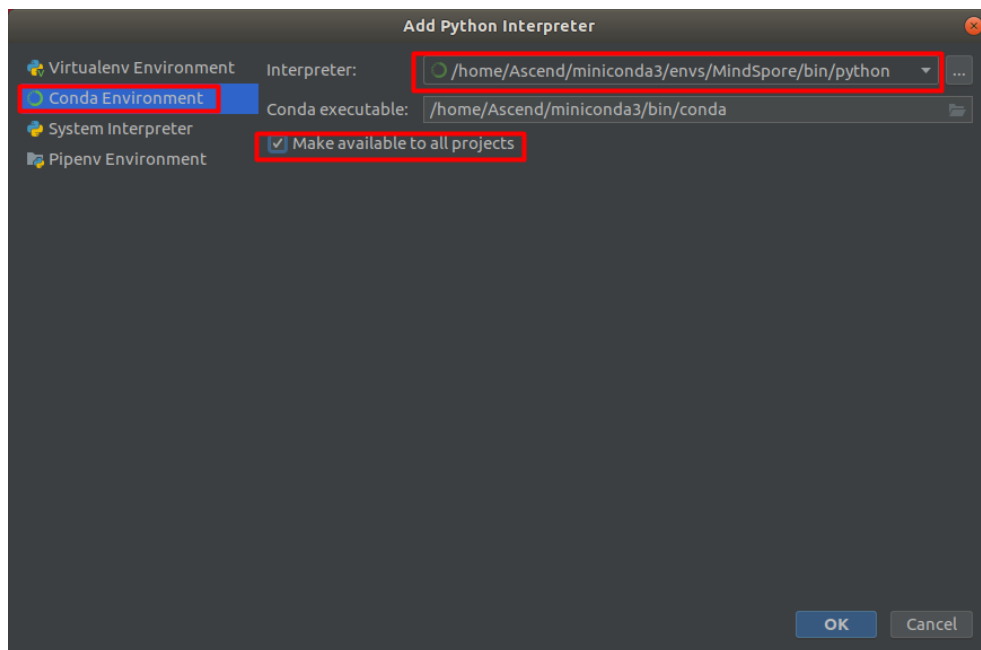 Add Python Interpreter
Virtualenv Environment
Conda Environment
System Interpreter
Pipenv Environment
Interpreter: /home/Ascend/miniconda3/envs/MindSpore/bin/python ...
Conda executable: /home/Ascend/miniconda3/bin/conda
Make available to all projects
OK Cancel